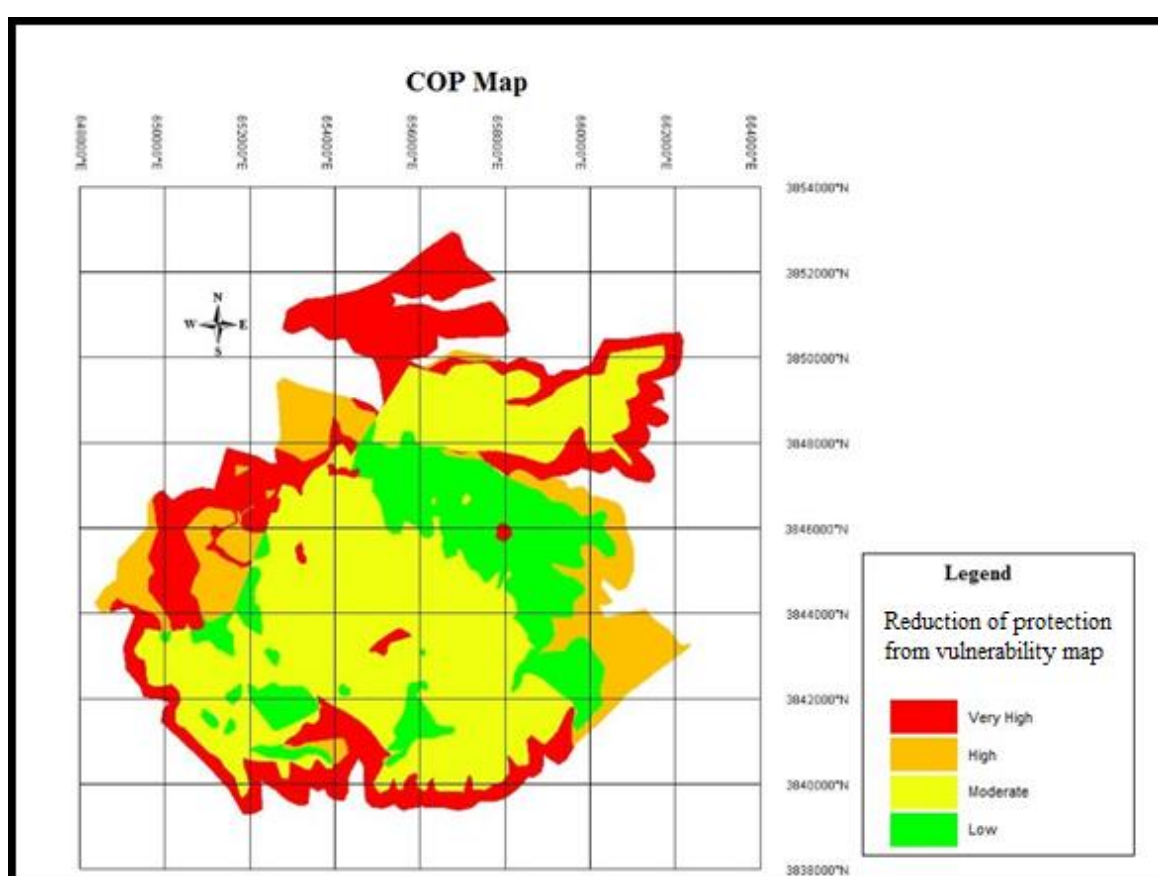 COP Map
648000°E
650000°E
652000°E
654000°E
656000°E
658000°E
660000°E
662000°E
664000°E
3854000°N
3852000°N
N
W E
S
3850000°N
3848000°N
3846000°N
3844000°N
3842000°N
3840000°N
3838000°N
Legend
Reduction of protection
from vulnerability map
Very High
High
Moderate
Low